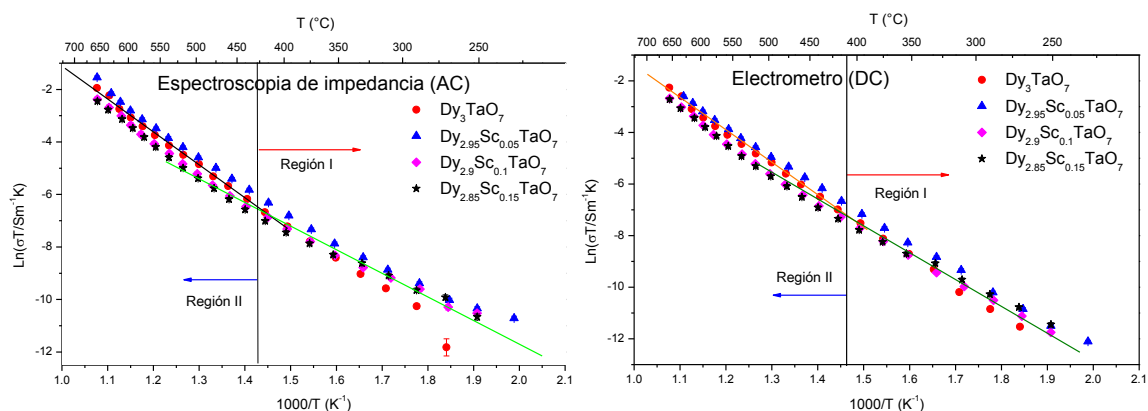 T (°C)
700 650 600 550 500 450 400 350 300 250
Espectroscopia de impedancia (AC)
Dy₃TaO₇
Dy₂.₉₅Sc₀.₀₅TaO₇
Dy₂.₉Sc₀.₁TaO₇
Dy₂.₈₅Sc₀.₁₅TaO₇
Región I
Región II
Ln(σT/Sm⁻¹K)
-2
-4
-6
-8
-10
-12
1.0 1.1 1.2 1.3 1.4 1.5 1.6 1.7 1.8 1.9 2.0 2.1
1000/T (K⁻¹)
T (°C)
700 650 600 550 500 450 400 350 300 250
Electrometro (DC)
Dy₃TaO₇
Dy₂.₉₅Sc₀.₀₅TaO₇
Dy₂.₉Sc₀.₁TaO₇
Dy₂.₈₅Sc₀.₁₅TaO₇
Región I
Región II
Ln(σT/Sm⁻¹K)
-2
-4
-6
-8
-10
-12
1.0 1.1 1.2 1.3 1.4 1.5 1.6 1.7 1.8 1.9 2.0 2.1
1000/T (K⁻¹)